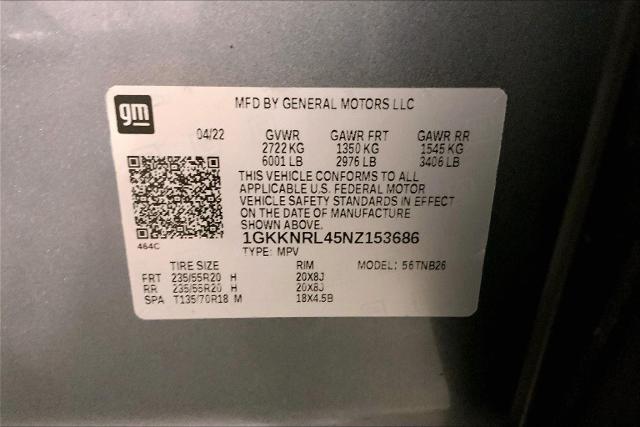 gm
MFD BY GENERAL MOTORS LLC
04/22 GVWR GAWR FRT GAWR RR
2722 KG 1350 KG 1545 KG
6001 LB 2976 LB 3406 LB
THIS VEHICLE CONFORMS TO ALL
APPLICABLE U.S. FEDERAL MOTOR
VEHICLE SAFETY STANDARDS IN EFFECT
ON THE DATE OF MANUFACTURE
SHOWN ABOVE.
464C
1GKKNRL45NZ153686
TYPE: MPV
TIRE SIZE RIM MODEL: 56TNB26
FRT 235/55R20 H 20X8J
RR 235/55R20 H 20X8J
SPA T135/70R18 M 18X4.5B